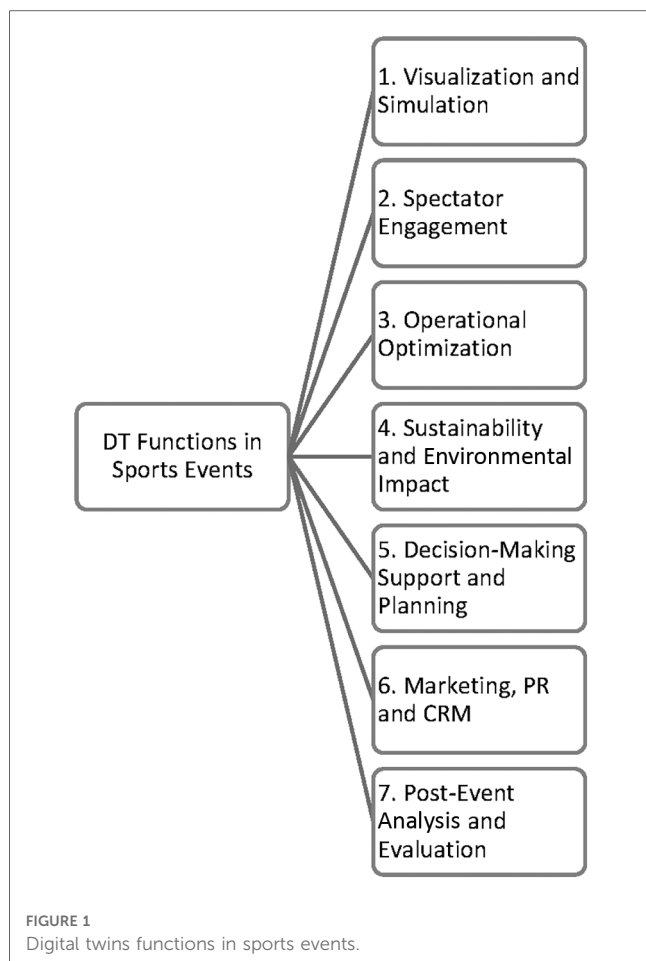 1. Visualization and
Simulation
2. Spectator
Engagement
3. Operational
Optimization
DT Functions in
Sports Events
4. Sustainability
and Environmental
Impact
5. Decision-Making
Support and
Planning
6. Marketing, PR
and CRM
7. Post-Event
Analysis and
Evaluation
FIGURE 1
Digital twins functions in sports events.